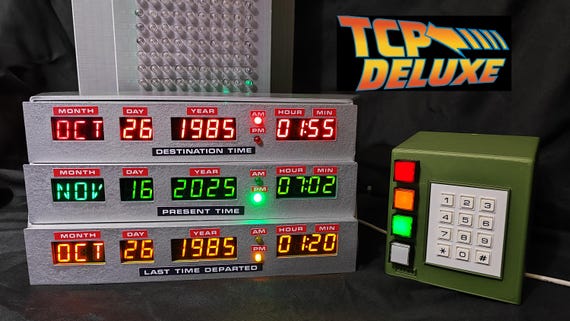 TCP
DELUXE
MONTH DAY YEAR AM HOUR MIN
OCT 26 1985 PM 01:55
DESTINATION TIME
MONTH DAY YEAR AM HOUR MIN
NOV 16 2025 PM 07:02
PRESENT TIME
MONTH DAY YEAR AM HOUR MIN
OCT 26 1985 PM 01:20
LAST TIME DEPARTED
1 2 3
4 5 6
7 8 9
* 0 #